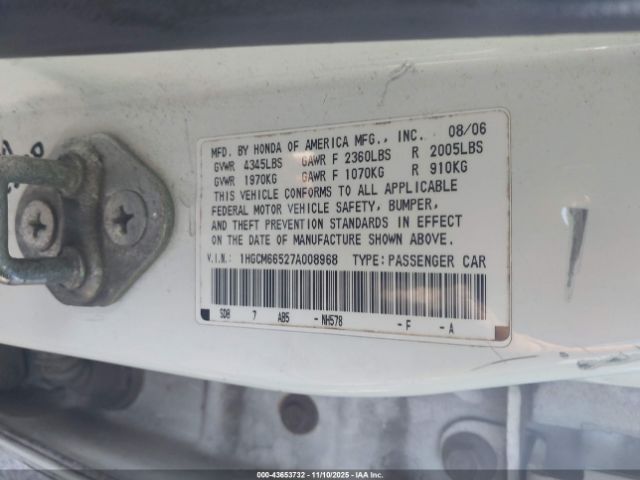 MFD. BY HONDA OF AMERICA MFG., INC. 08/06
GVWR 4345LBS GAWR F 2360LBS R 2005LBS
GVWR 1970KG GAWR F 1070KG R 910KG
THIS VEHICLE CONFORMS TO ALL APPLICABLE
FEDERAL MOTOR VEHICLE SAFETY, BUMPER,
AND THEFT PREVENTION STANDARDS IN EFFECT
ON THE DATE OF MANUFACTURE SHOWN ABOVE.
V.I.N.: 1HGCM66527A008968 TYPE: PASSENGER CAR
SD8 7 AB5 -NH578 -F -A
000-43653732 - 11/10/2025 - IAA Inc.